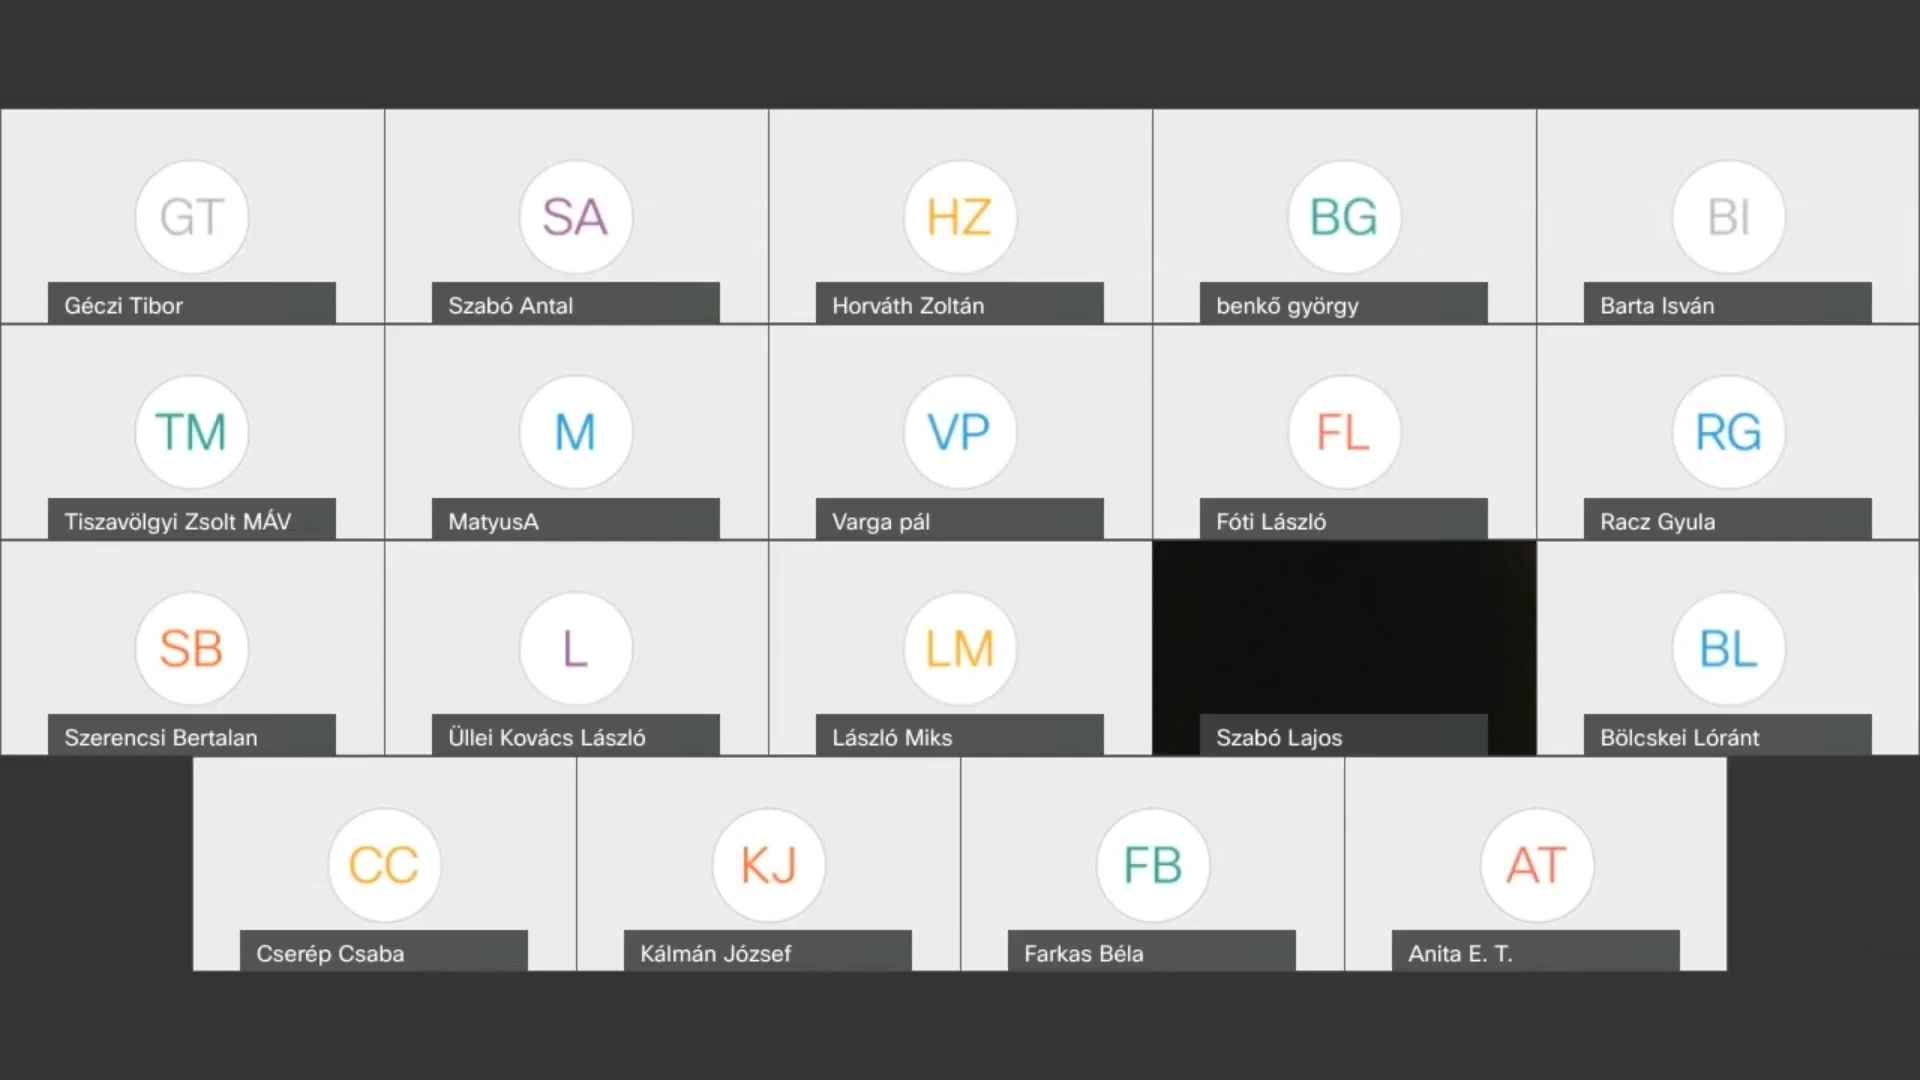 GT
Géczi Tibor
SA
Szabó Antal
HZ
Horváth Zoltán
BG
benkő györgy
BI
Barta Isván
TM
Tiszavölgyi Zsolt MÁV
M
MatyusA
VP
Varga pál
FL
Fóti László
RG
Racz Gyula
SB
Szerencsi Bertalan
L
Üllei Kovács László
LM
László Miks
Szabó Lajos
BL
Bölcskei Lóránt
CC
Cserép Csaba
KJ
Kálmán József
FB
Farkas Béla
AT
Anita E. T.